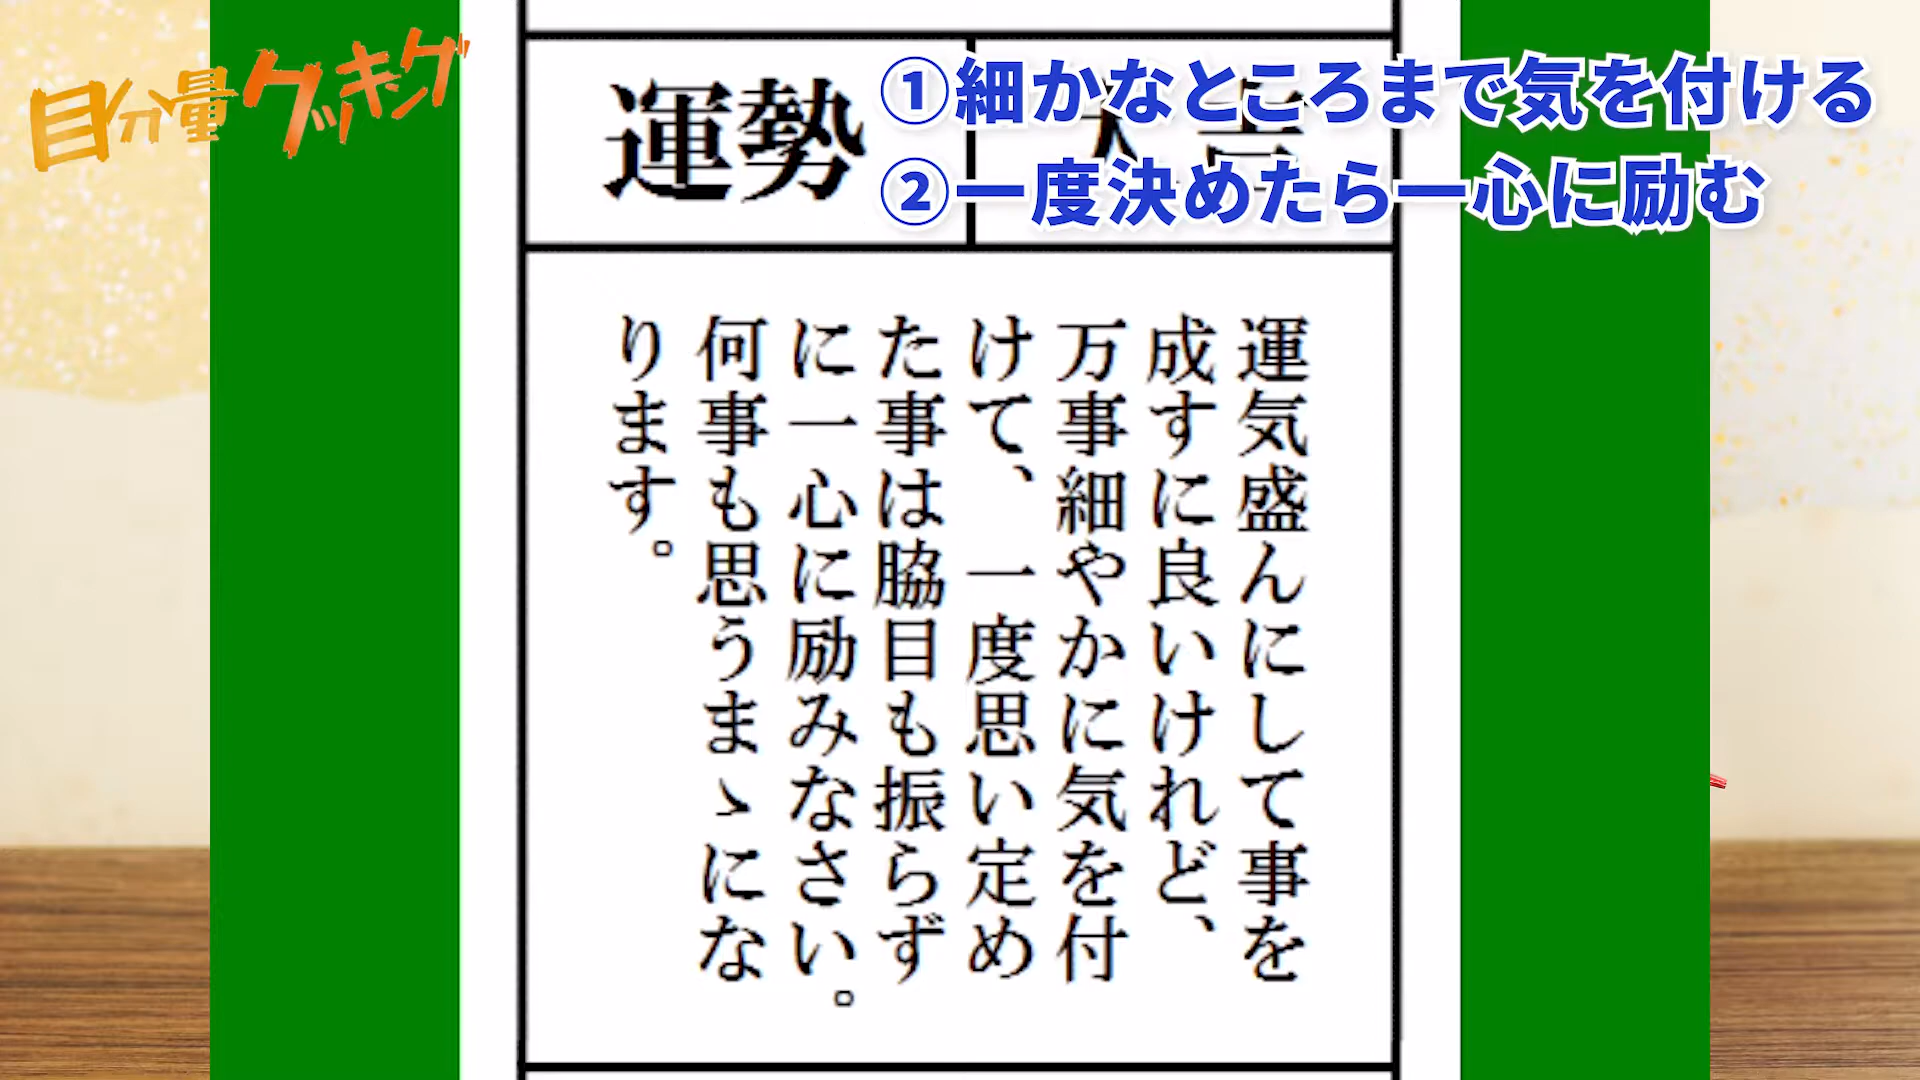 自分量クッキング
①細かなところまで気を付ける
②一度決めたら一心に励む
運勢
大吉
運気盛んにして事を
成すに良いけれど、
万事細やかに気を付
けて、一度思い定め
た事は脇目も振らず
に一心に励みなさい。
何事も思うまゝにな
ります。